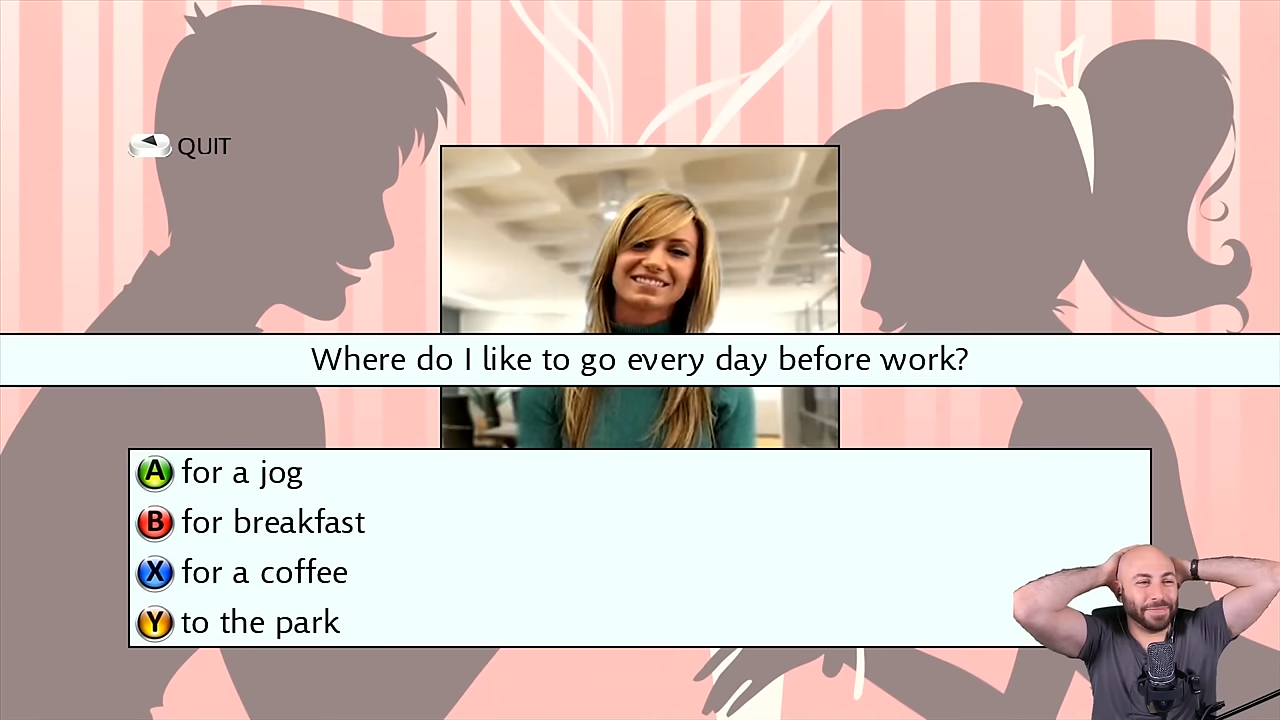 QUIT
Where do I like to go every day before work?
A for a jog
B for breakfast
X for a coffee
Y to the park